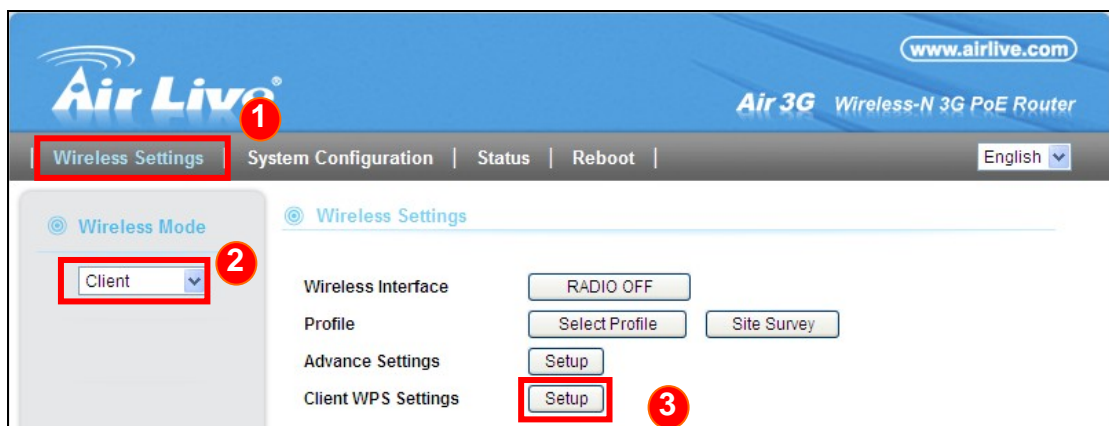 www.airlive.com
Air Live®
Air 3G Wireless-N 3G PoE Router
1
Wireless Settings | System Configuration | Status | Reboot |
English
Wireless Mode
2
Client
Wireless Settings
Wireless Interface RADIO OFF
Profile Select Profile Site Survey
Advance Settings Setup
Client WPS Settings Setup
3